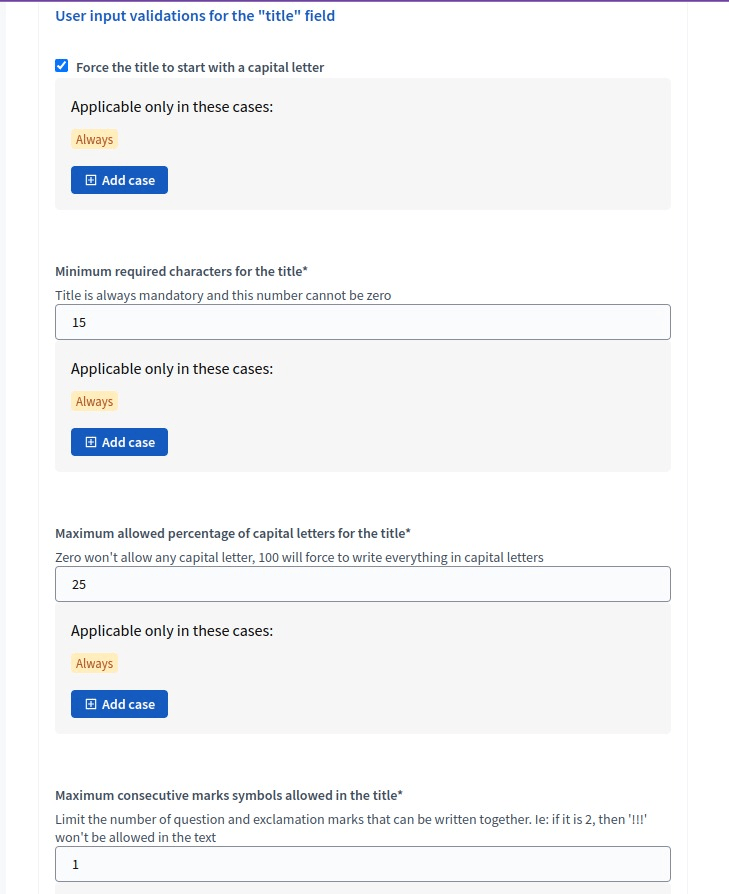 User input validations for the "title" field
Force the title to start with a capital letter
Applicable only in these cases:
Always
Add case
Minimum required characters for the title*
Title is always mandatory and this number cannot be zero
15
Applicable only in these cases:
Always
Add case
Maximum allowed percentage of capital letters for the title*
Zero won't allow any capital letter, 100 will force to write everything in capital letters
25
Applicable only in these cases:
Always
Add case
Maximum consecutive marks symbols allowed in the title*
Limit the number of question and exclamation marks that can be written together. Ie: if it is 2, then '!!!'
won't be allowed in the text
1